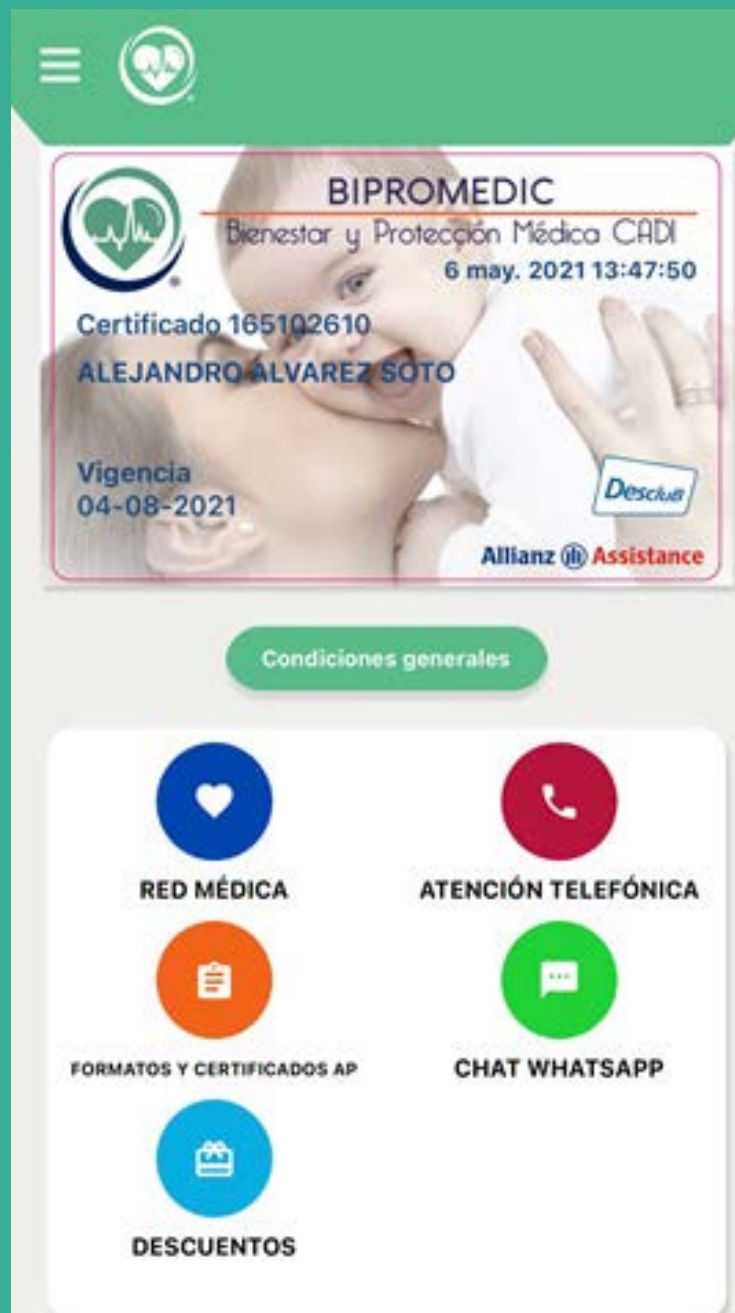 BIPROMEDIC
Bienestar y Protección Médica CADI
6 may. 2021 13:47:50
Certificado 165102610
ALEJANDRO ALVAREZ SOTO
Vigencia
04-08-2021
Desclub
Allianz Assistance
Condiciones generales
RED MÉDICA
ATENCIÓN TELEFÓNICA
FORMATOS Y CERTIFICADOS AP
CHAT WHATSAPP
DESCUENTOS